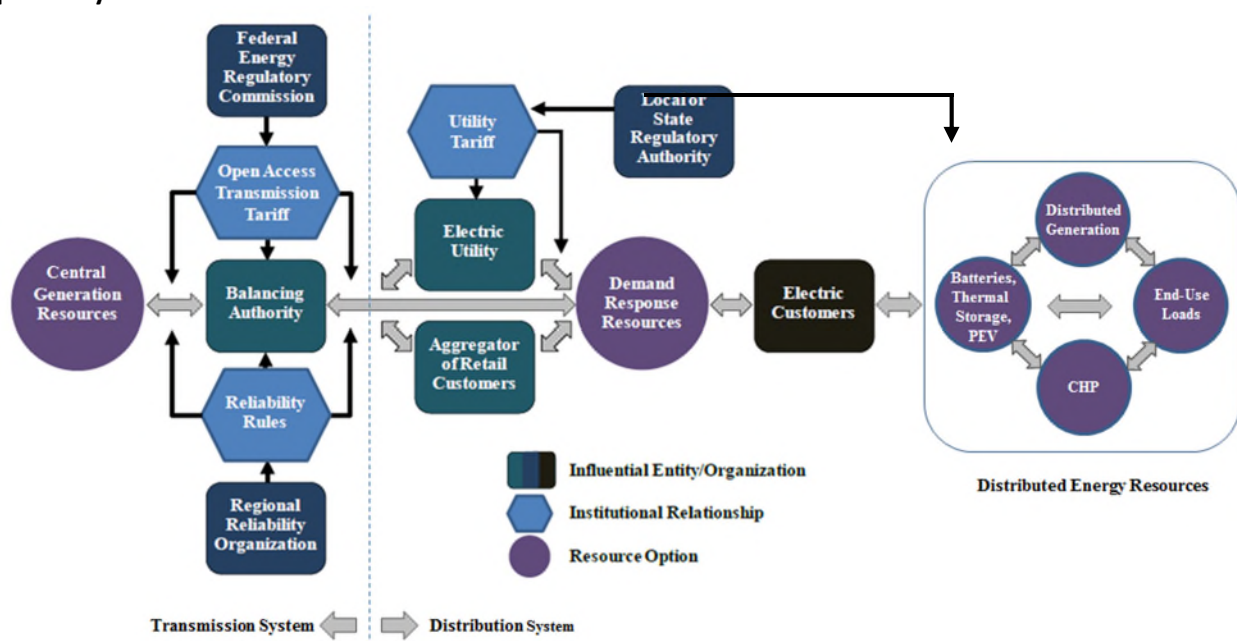 Federal
Energy
Regulatory
Commission
Open Access
Transmission
Tariff
Central
Generation
Resources
Balancing
Authority
Reliability
Rules
Regional
Reliability
Organization
Utility
Tariff
Local or
State
Regulatory
Authority
Electric
Utility
Aggregator
of Retail
Customers
Demand
Response
Resources
Electric
Customers
Distributed
Generation
Batteries,
Thermal
Storage,
PEV
End-Use
Loads
CHP
Distributed Energy Resources
Influential Entity/Organization
Institutional Relationship
Resource Option
Transmission System
Distribution System